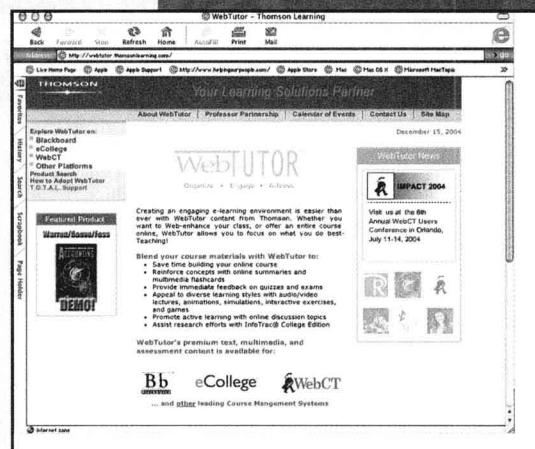 WebTutor - Thomson Learning
Back Forward Stop Refresh Home AutoFill Print Mail
Address: http://webtutor.thomsonlearning.com/ go
Live Home Page Apple Apple Support http://www.helpingourpeople.com/ Apple Store Mac Mac OS X Microsoft MacTopia
Favorites
History
Search
Scrapbook
Page Holder
THOMSON
Your Learning Solutions Partner
About WebTutor Professor Partnership Calendar of Events Contact Us Site Map
Explore WebTutor on:
Blackboard
eCollege
WebCT
Other Platforms
Product Search
How to Adopt WebTutor
T.O.T.A.L. Support
Featured Product
Warren/Reeve/Fess
ACCOUNTING
DEMO!
December 15, 2004
WebTUTOR
Organize • Engage • Assess
Creating an engaging e-learning environment is easier than
ever with WebTutor content from Thomson. Whether you
want to Web-enhance your class, or offer an entire course
online, WebTutor allows you to focus on what you do best-
Teaching!
Blend your course materials with WebTutor to:
• Save time building your online course
• Reinforce concepts with online summaries and
multimedia flashcards
• Provide immediate feedback on quizzes and exams
• Appeal to diverse learning styles with audio/video
lectures, animations, simulations, interactive exercises,
and games
• Promote active learning with online discussion topics
• Assist research efforts with InfoTrac® College Edition
WebTutor's premium text, multimedia, and
assessment content is available for:
Bb
eCollege
WebCT
... and other leading Course Mangement Systems
WebTutor News
IMPACT 2004
Visit us at the 6th
Annual WebCT Users
Conference in Orlando,
July 11-14, 2004
Internet zone